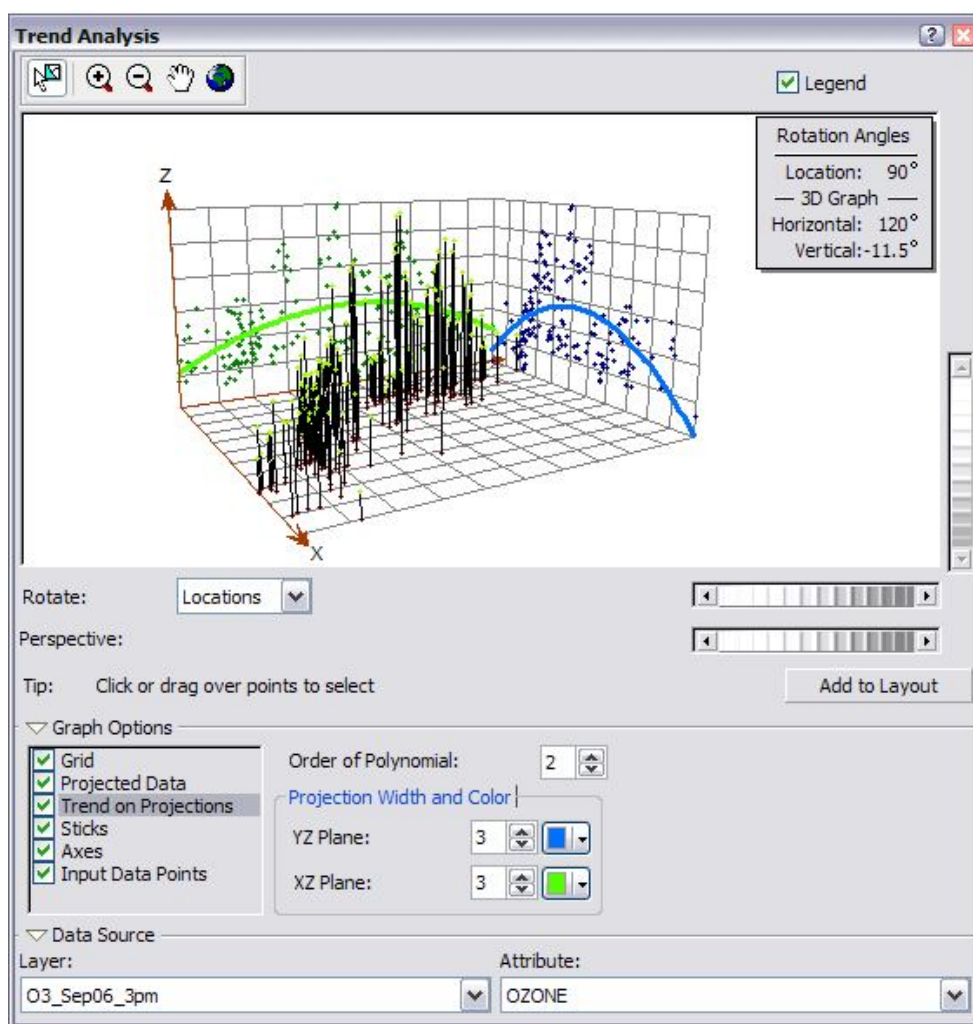 Trend Analysis
Legend
Rotation Angles
Location: 90°
3D Graph
Horizontal: 120°
Vertical:-11.5°
Z
X
Rotate: Locations
Perspective:
Tip: Click or drag over points to select Add to Layout
Graph Options
Grid
Projected Data
Trend on Projections
Sticks
Axes
Input Data Points
Order of Polynomial: 2
Projection Width and Color
YZ Plane: 3
XZ Plane: 3
Data Source
Layer: Attribute:
O3_Sep06_3pm OZONE